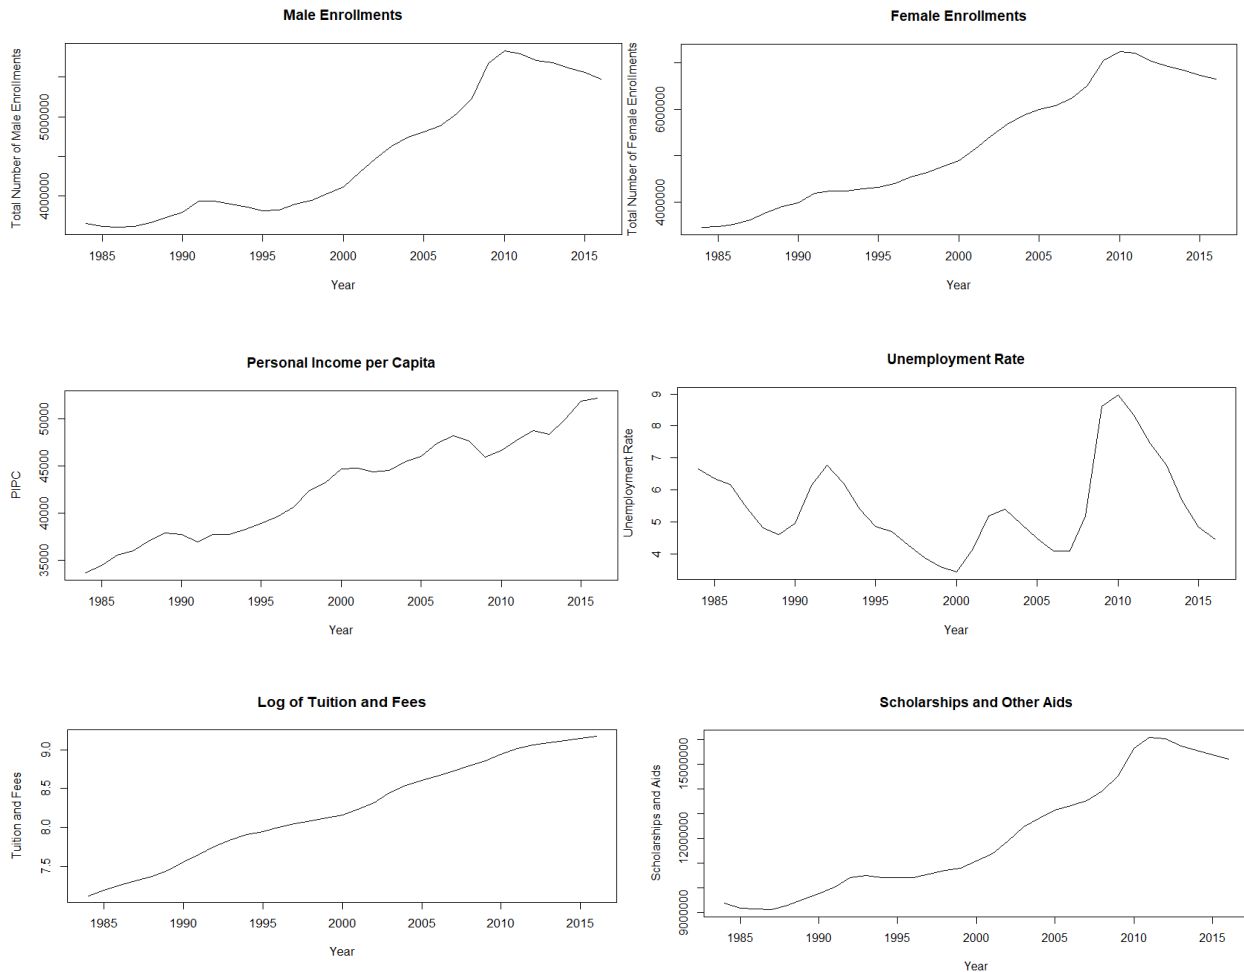 Male Enrollments
Total Number of Male Enrollments
5000000
4000000
1985 1990 1995 2000 2005 2010 2015
Year
Female Enrollments
Total Number of Female Enrollments
6000000
4000000
1985 1990 1995 2000 2005 2010 2015
Year
Personal Income per Capita
PIPC
50000
45000
40000
35000
1985 1990 1995 2000 2005 2010 2015
Year
Unemployment Rate
Unemployment Rate
9
8
7
6
5
4
1985 1990 1995 2000 2005 2010 2015
Year
Log of Tuition and Fees
Tuition and Fees
9.0
8.5
8.0
7.5
1985 1990 1995 2000 2005 2010 2015
Year
Scholarships and Other Aids
Scholarships and Aids
15000000
12000000
9000000
1985 1990 1995 2000 2005 2010 2015
Year